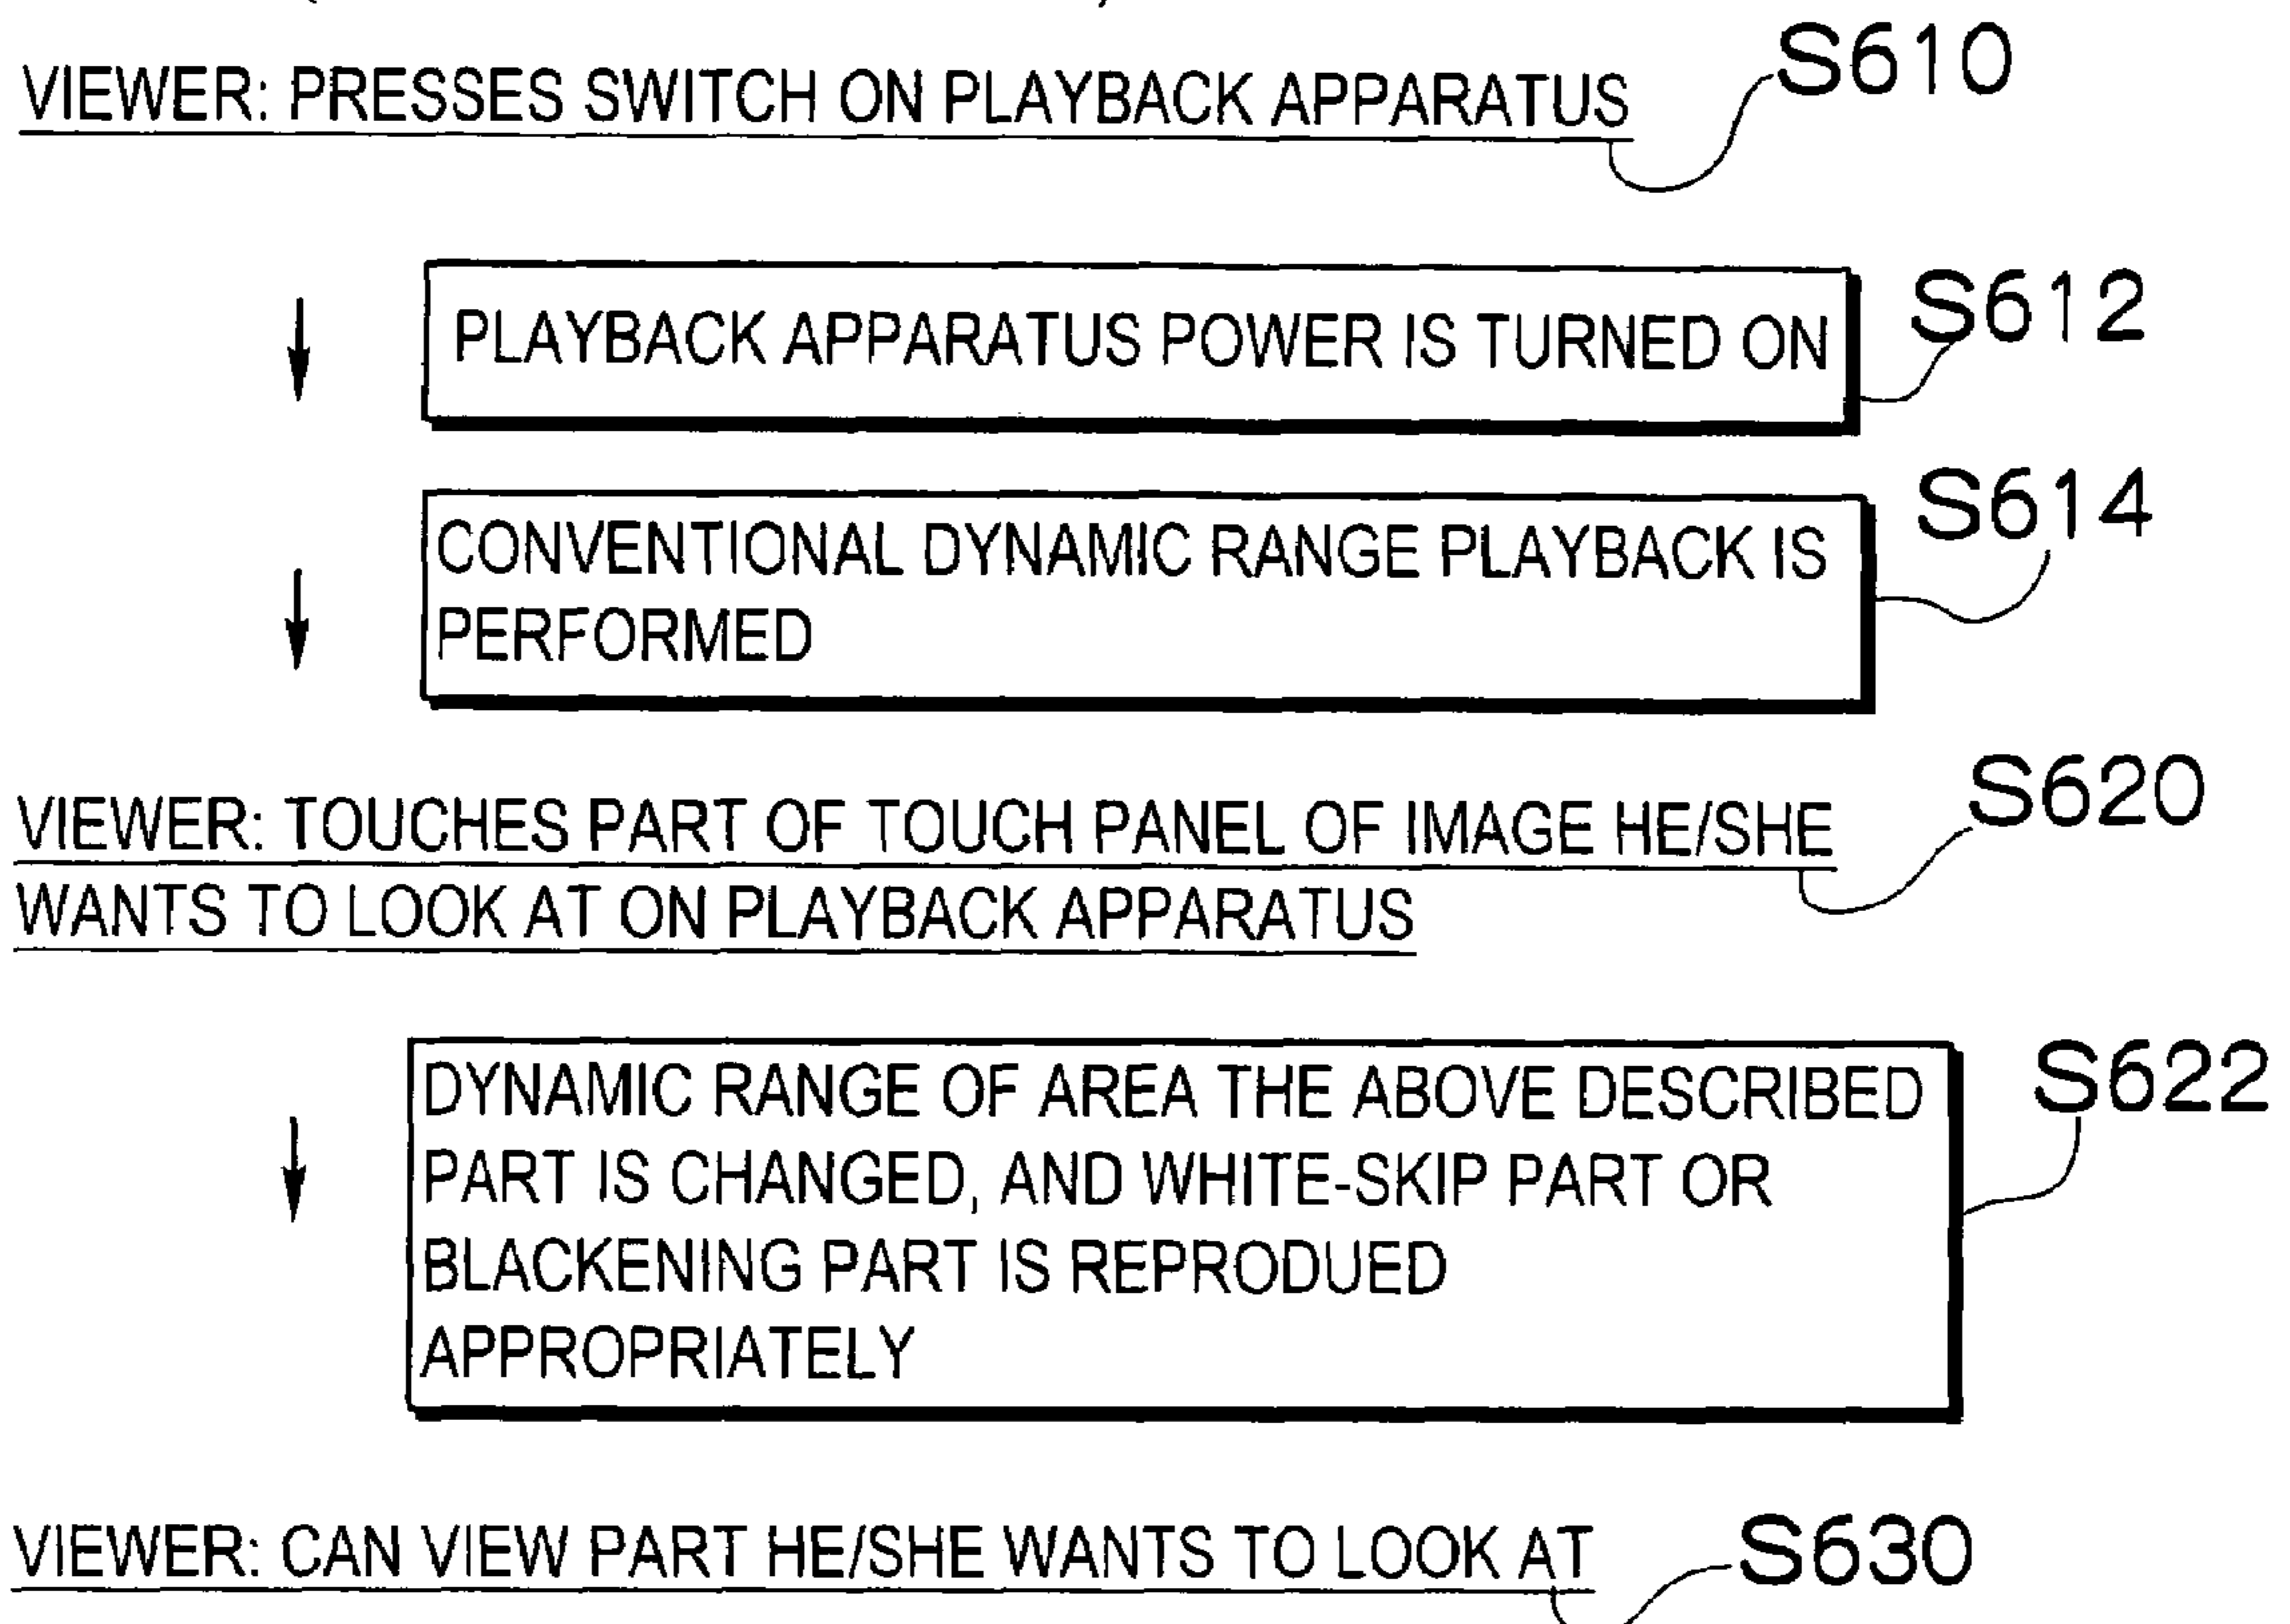 VIEWER: PRESSES SWITCH ON PLAYBACK APPARATUS S610
PLAYBACK APPARATUS POWER IS TURNED ON S612
CONVENTIONAL DYNAMIC RANGE PLAYBACK IS S614
PERFORMED
VIEWER: TOUCHES PART OF TOUCH PANEL OF IMAGE HE/SHE S620
WANTS TO LOOK AT ON PLAYBACK APPARATUS
DYNAMIC RANGE OF AREA THE ABOVE DESCRIBED S622
PART IS CHANGED, AND WHITE-SKIP PART OR
BLACKENING PART IS REPRODUED
APPROPRIATELY
VIEWER: CAN VIEW PART HE/SHE WANTS TO LOOK AT S630